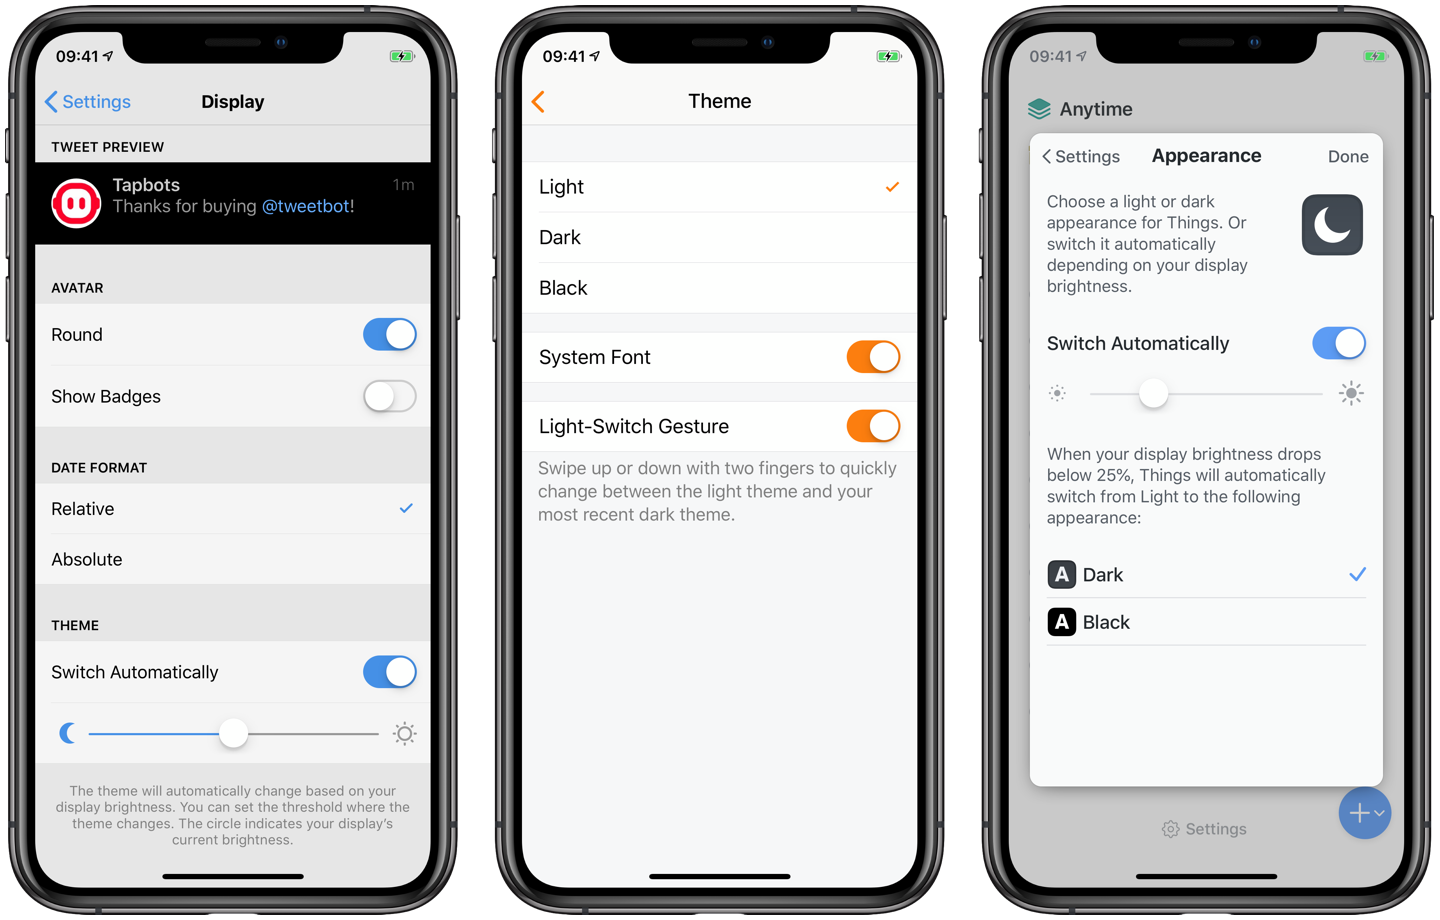 09:41
Settings
Display
TWEET PREVIEW
Tapbots
1m
Thanks for buying @tweetbot!
AVATAR
Round
Show Badges
DATE FORMAT
Relative
Absolute
THEME
Switch Automatically
The theme will automatically change based on your
display brightness. You can set the threshold where the
theme changes. The circle indicates your display's
current brightness.
09:41
Theme
Light
Dark
Black
System Font
Light-Switch Gesture
Swipe up or down with two fingers to quickly
change between the light theme and your
most recent dark theme.
09:41
Anytime
Settings
Appearance
Done
Choose a light or dark
appearance for Things. Or
switch it automatically
depending on your display
brightness.
Switch Automatically
When your display brightness drops
below 25%, Things will automatically
switch from Light to the following
appearance:
A Dark
A Black
Settings